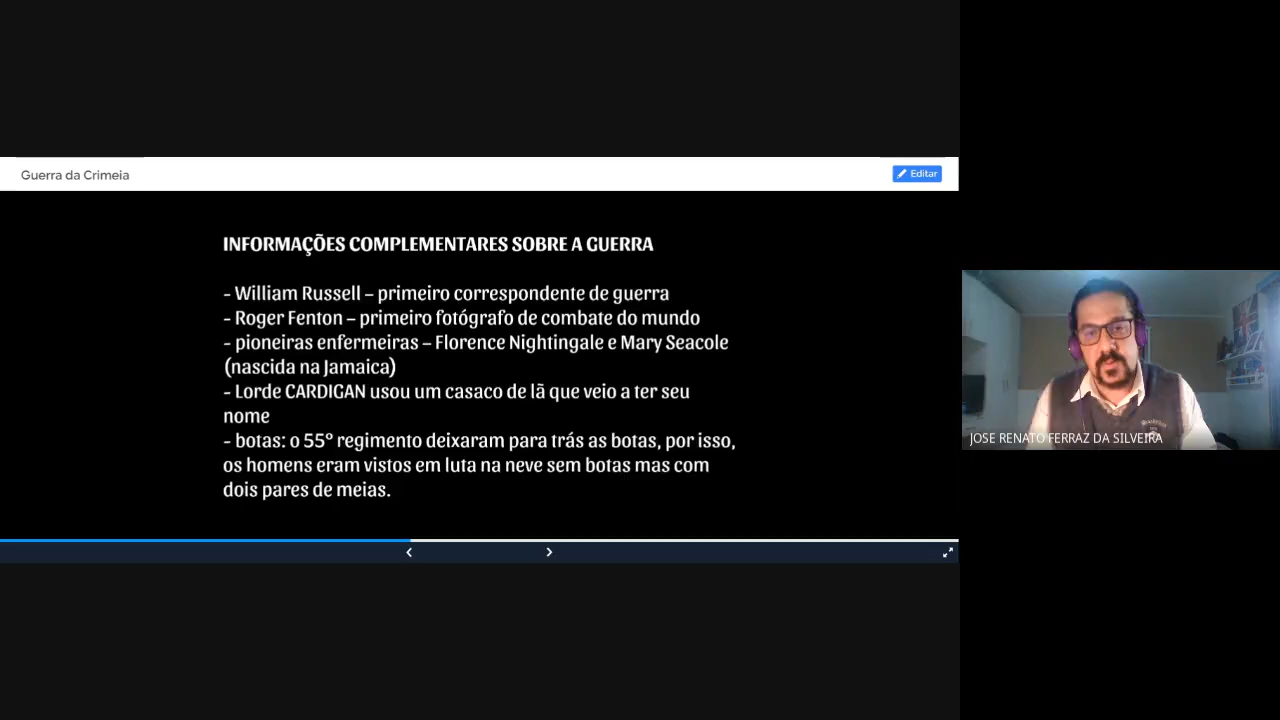 Guerra da Crimeia
Editar
INFORMAÇÕES COMPLEMENTARES SOBRE A GUERRA
- William Russell – primeiro correspondente de guerra
- Roger Fenton – primeiro fotógrafo de combate do mundo
- pioneiras enfermeiras – Florence Nightingale e Mary Seacole
(nascida na Jamaica)
- Lorde CARDIGAN usou um casaco de lã que veio a ter seu
nome
- botas: o 55° regimento deixaram para trás as botas, por isso,
os homens eram vistos em luta na neve sem botas mas com
dois pares de meias.
JOSE RENATO FERRAZ DA SILVEIRA